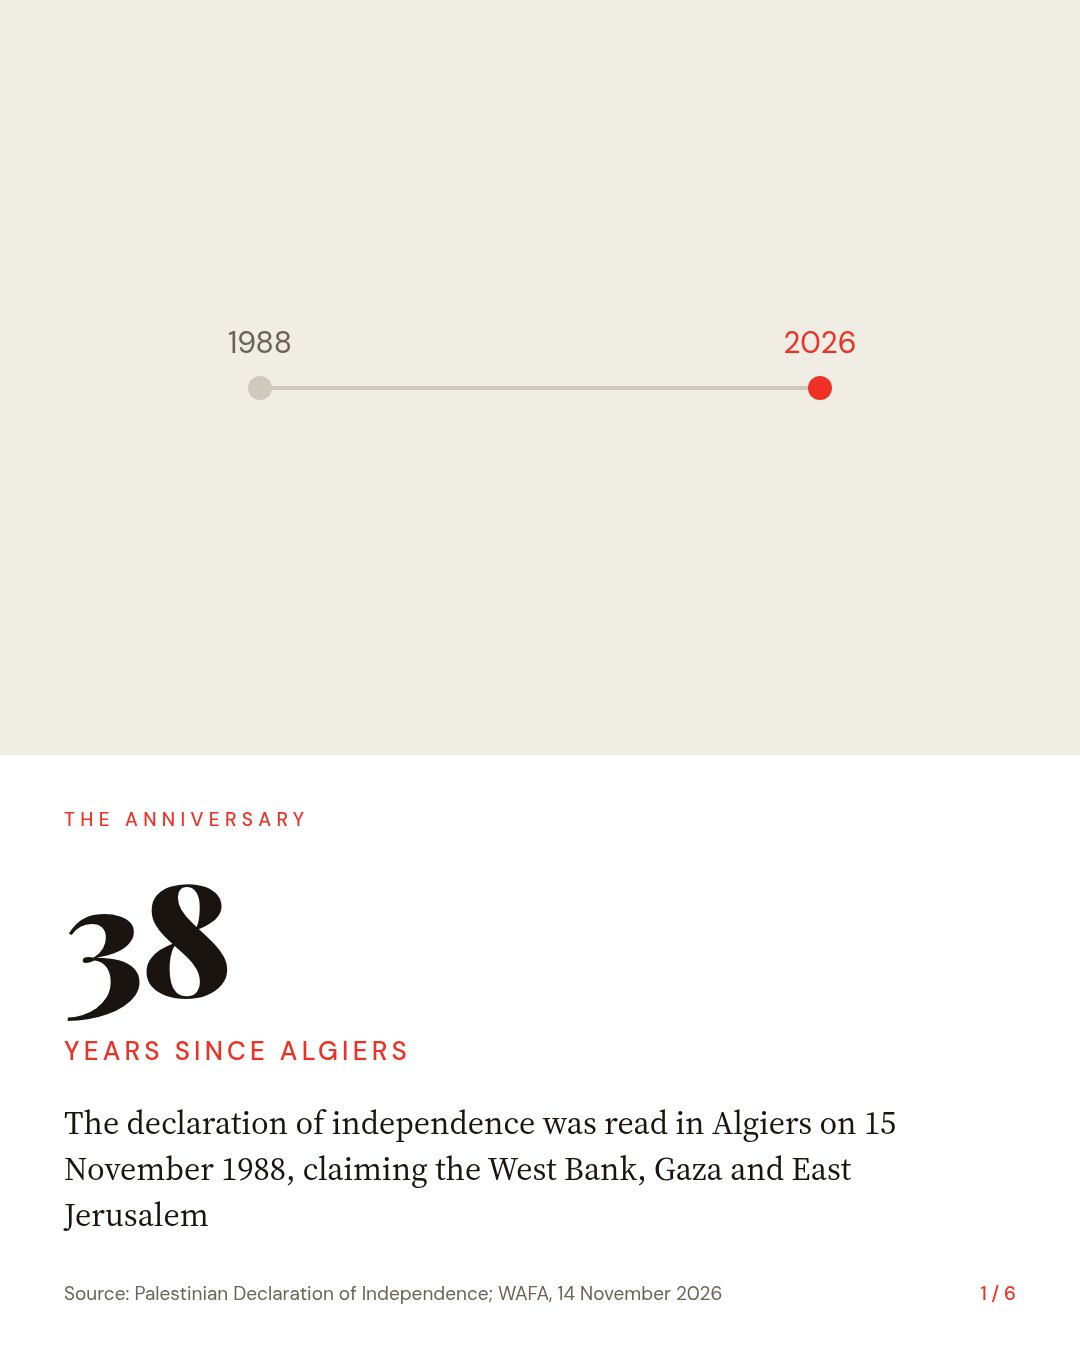 1988
2026
THE ANNIVERSARY
38
YEARS SINCE ALGIERS
The declaration of independence was read in Algiers on 15
November 1988, claiming the West Bank, Gaza and East
Jerusalem
Source: Palestinian Declaration of Independence; WAFA, 14 November 2026
1 / 6